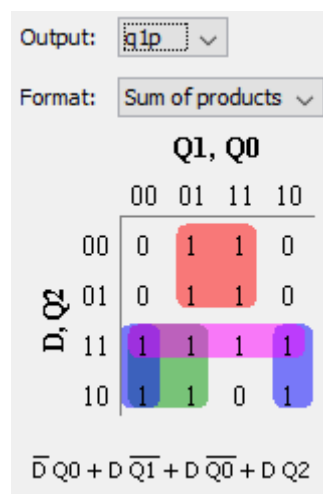 Output: q1p
Format: Sum of products
Q1, Q0
00 01 11 10
00 0 1 1 0
D, Q2
01 0 1 1 0
11 1 1 1 1
10 1 1 0 1
D̅ Q0 + D Q̅1̅ + D Q̅0̅ + D Q2